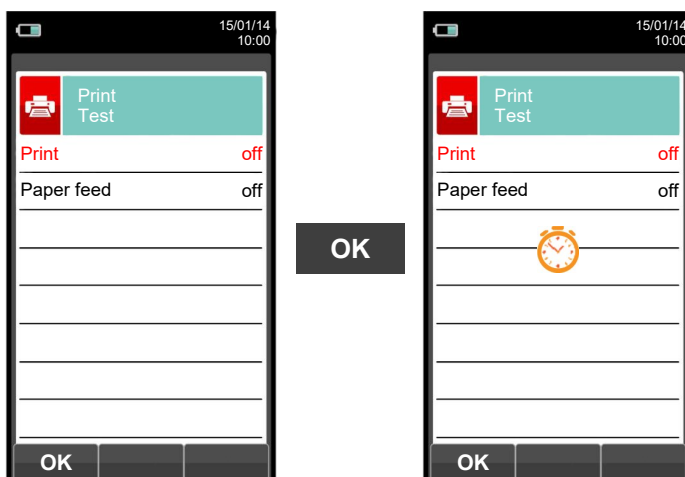 15/01/14
10:00
Print
Test
Print off
Paper feed off
OK
OK
15/01/14
10:00
Print
Test
Print off
Paper feed off
OK